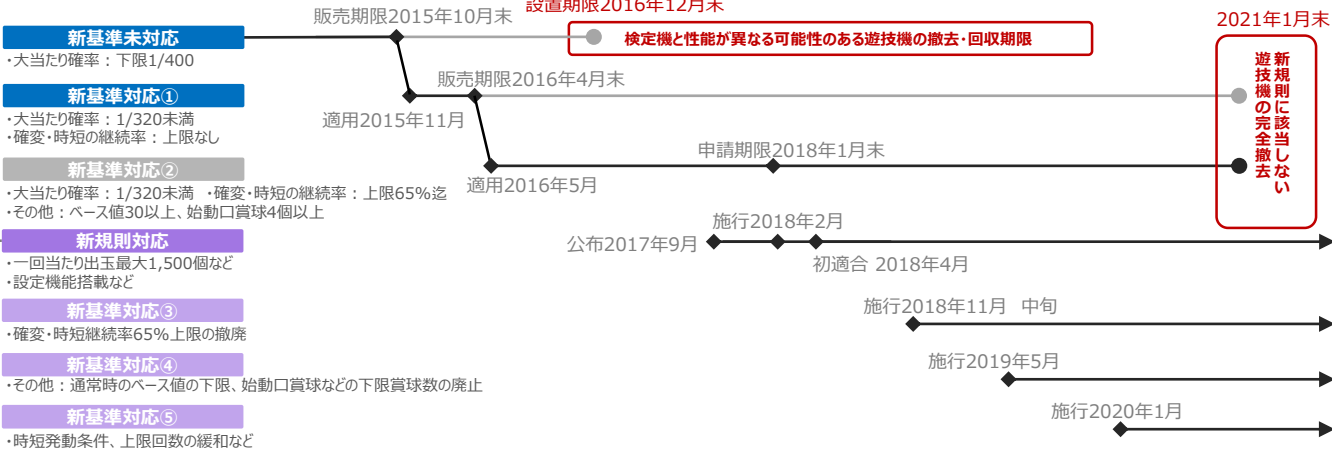 設置期限2016年12月末
販売期限2015年10月末
2021年1月末
新基準未対応
検定機と性能が異なる可能性のある遊技機の撤去・回収期限
・大当たり確率：下限1/400
販売期限2016年4月末
新基準対応①
・大当たり確率：1/320未満
・確変・時短の継続率：上限なし
適用2015年11月
新規則に該当しない
遊技機の完全撤去
申請期限2018年1月末
新基準対応②
適用2016年5月
・大当たり確率：1/320未満 ・確変・時短の継続率：上限65%迄
・その他：ベース値30以上、始動口賞球4個以上
施行2018年2月
新規則対応
公布2017年9月
・一回当たり出玉最大1,500個など
・設定機能搭載など
初適合 2018年4月
新基準対応③
施行2018年11月 中旬
・確変・時短継続率65%上限の撤廃
新基準対応④
施行2019年5月
・その他：通常時のベース値の下限、始動口賞球などの下限賞球数の廃止
新基準対応⑤
施行2020年1月
・時短発動条件、上限回数の緩和など